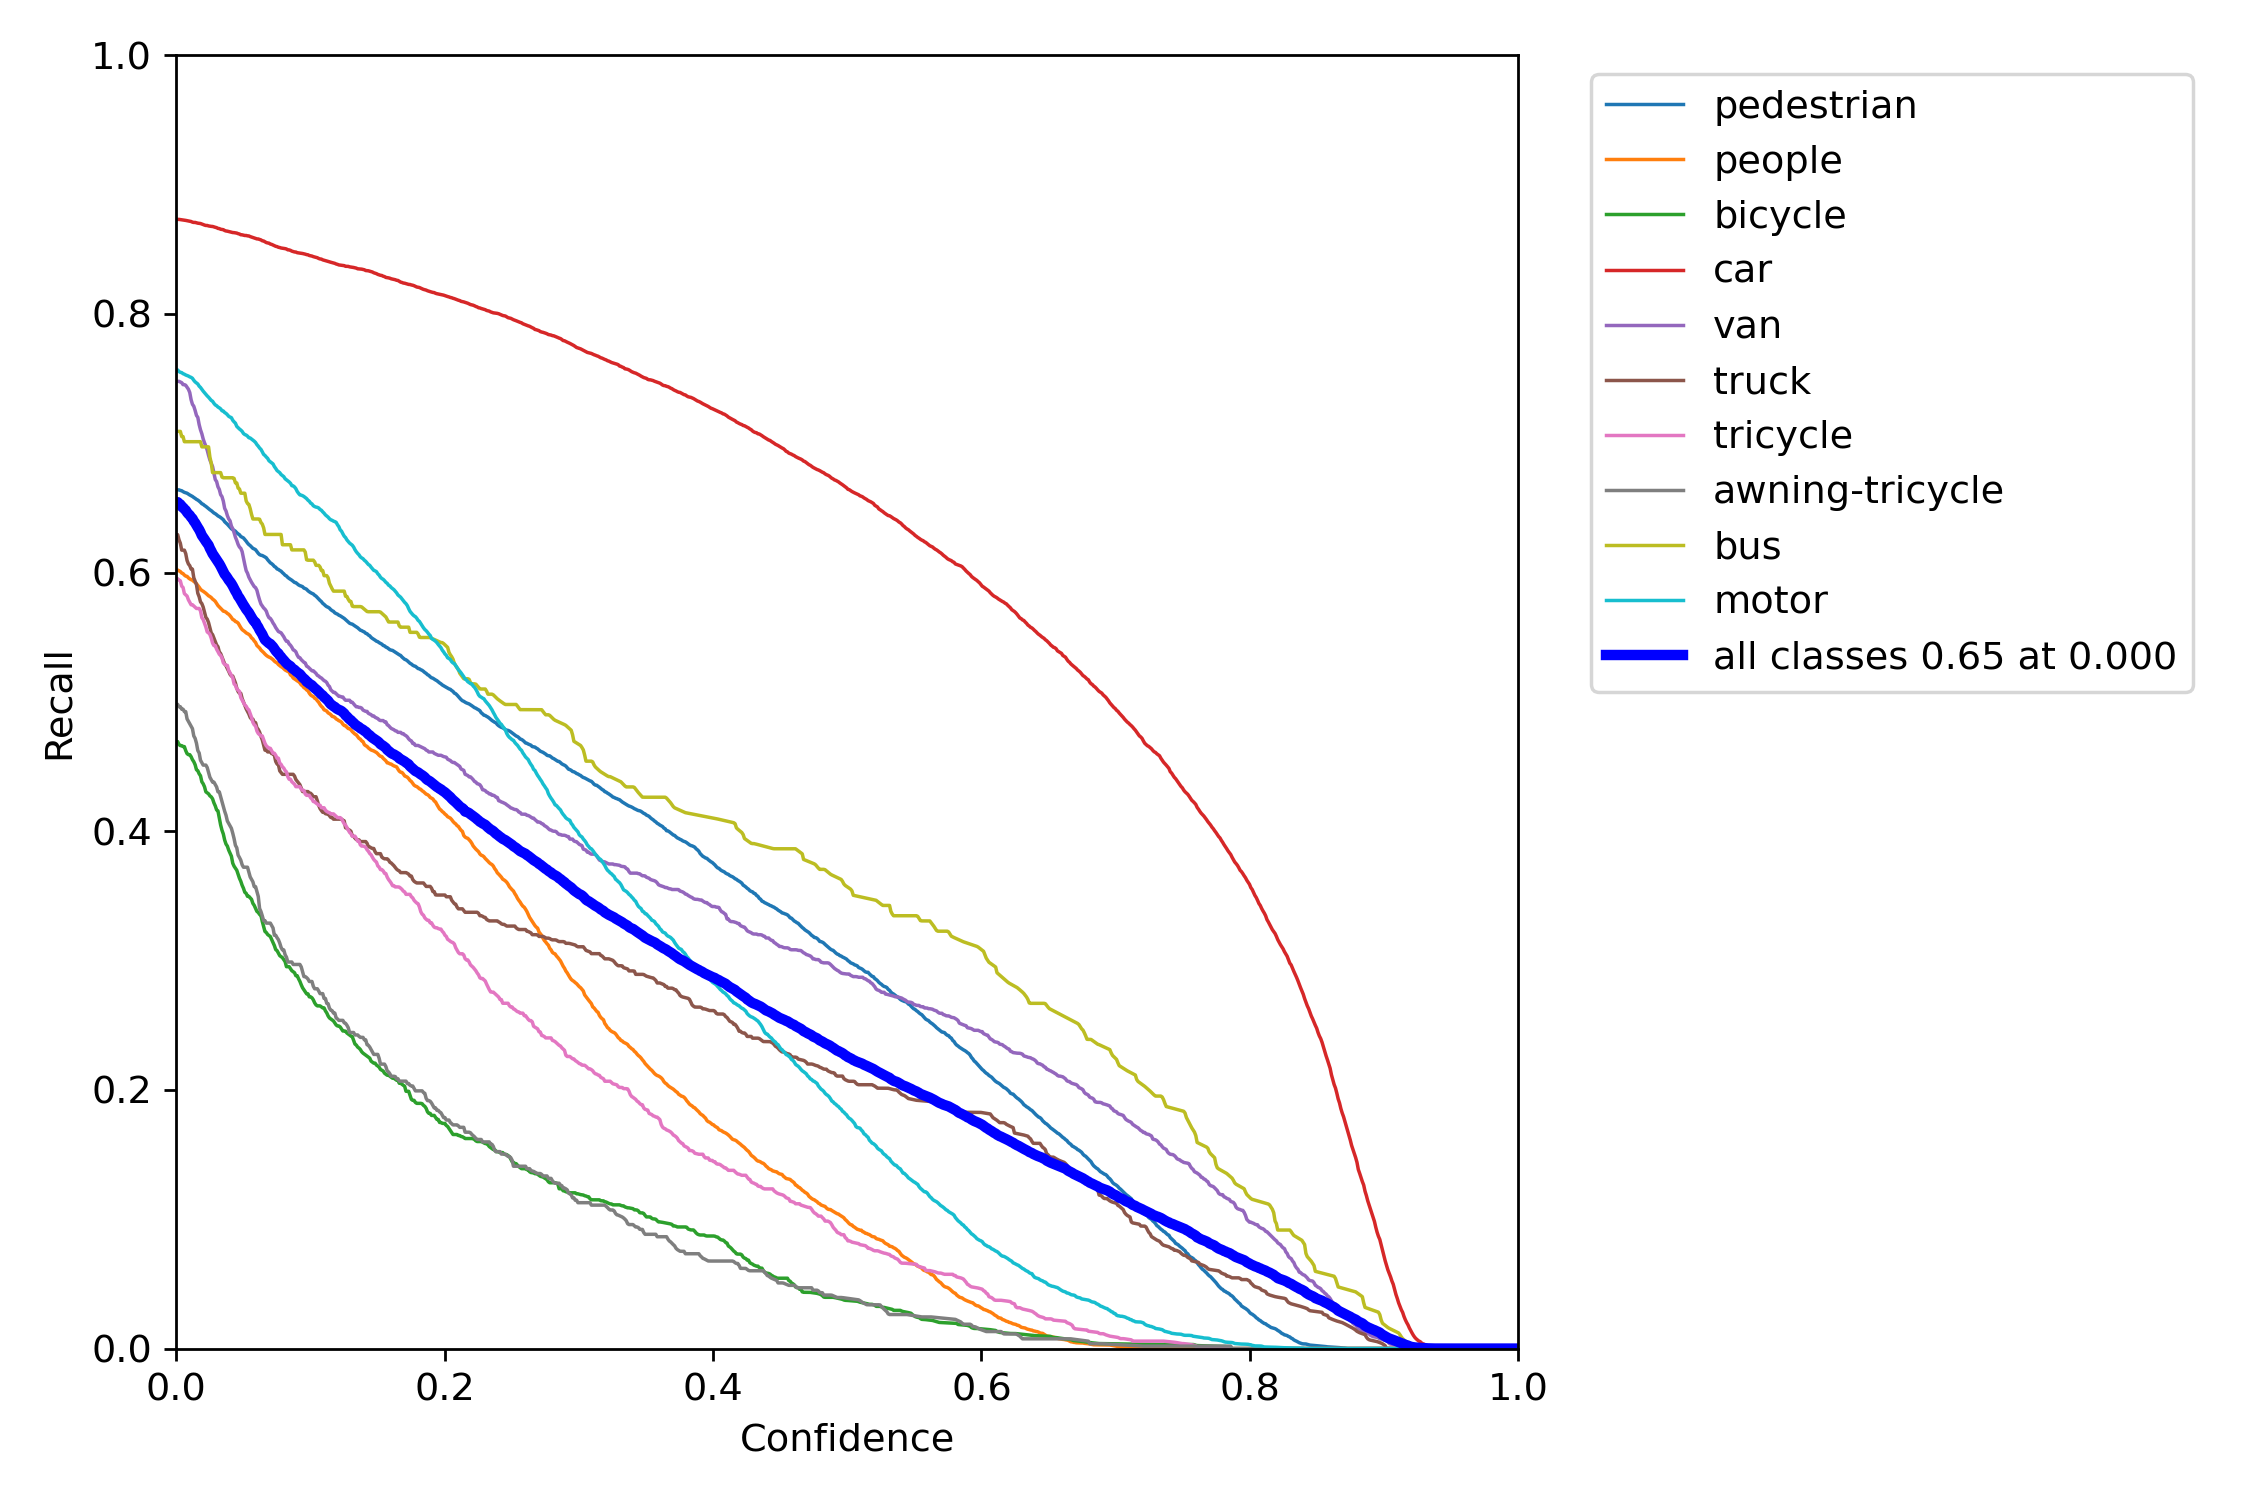 1.0
0.8
0.6
0.4
0.2
0.0
0.0 0.2 0.4 0.6 0.8 1.0
Recall
Confidence
pedestrian
people
bicycle
car
van
truck
tricycle
awning-tricycle
bus
motor
all classes 0.65 at 0.000